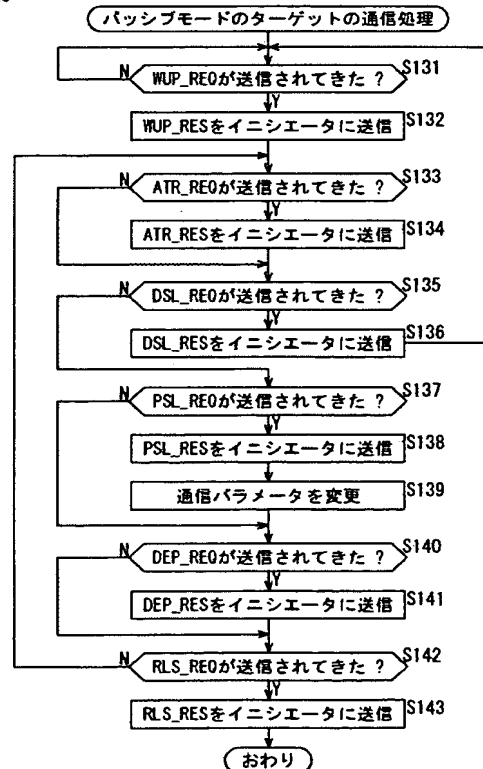 パッシブモードのターゲットの通信処理
N WUP_REQが送信されてきた ? S131
Y
WUP_RESをイニシエータに送信 S132
N ATR_REQが送信されてきた ? S133
Y
ATR_RESをイニシエータに送信 S134
N DSL_REQが送信されてきた ? S135
Y
DSL_RESをイニシエータに送信 S136
N PSL_REQが送信されてきた ? S137
Y
PSL_RESをイニシエータに送信 S138
通信パラメータを変更 S139
N DEP_REQが送信されてきた ? S140
Y
DEP_RESをイニシエータに送信 S141
N RLS_REQが送信されてきた ? S142
Y
RLS_RESをイニシエータに送信 S143
おわり